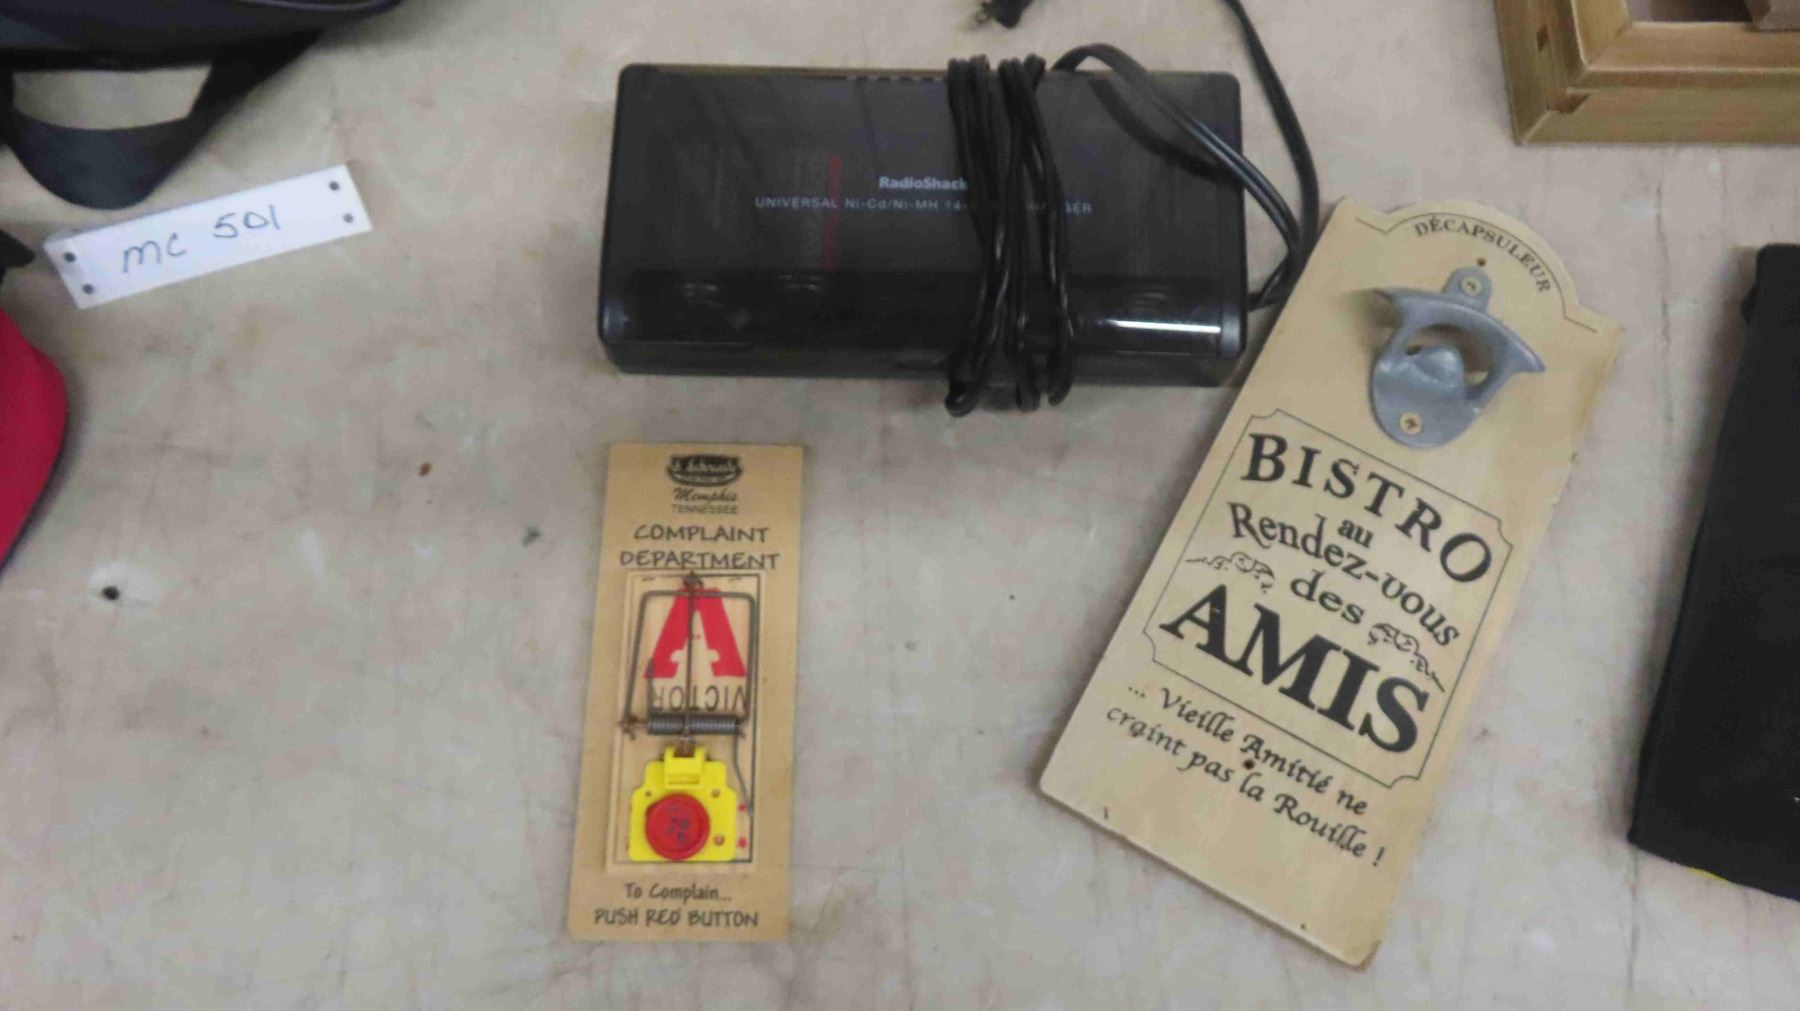 MC 501
RadioShack
UNIVERSAL Ni-Cd/Ni-MH
DÉCAPSULEUR
BISTRO
au
Rendez-vous
des
AMIS
... Vieille Amitié ne
craint pas la Rouille !
A. Schwab
Memphis
TENNESSEE
COMPLAINT
DEPARTMENT
VICTOR
To Complain...
PUSH RED BUTTON